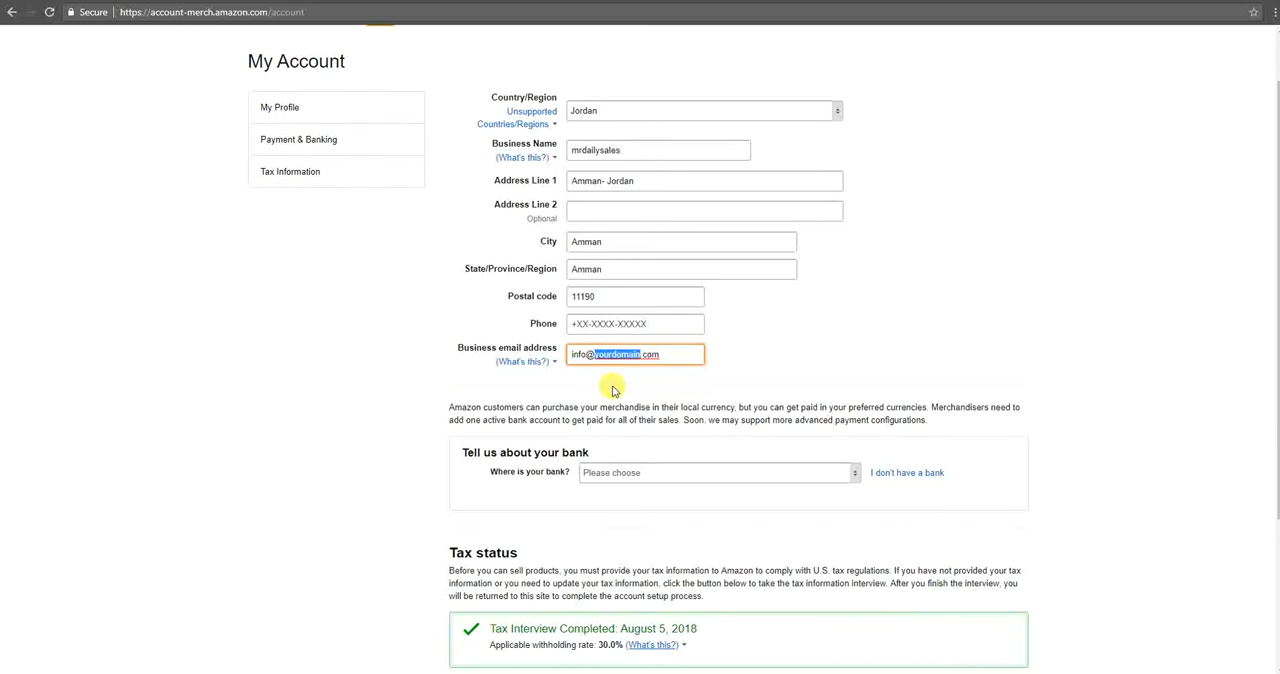 Secure
https://account-merch.amazon.com/account
My Account
My Profile
Payment & Banking
Tax Information
Country/Region
Unsupported
Countries/Regions
Jordan
Business Name
(What's this?)
mrdailysales
Address Line 1
Amman- Jordan
Address Line 2
Optional
City
Amman
State/Province/Region
Amman
Postal code
11190
Phone
+XX-XXXX-XXXXX
Business email address
(What's this?)
info@yourdomain.com
Amazon customers can purchase your merchandise in their local currency, but you can get paid in your preferred currencies. Merchandisers need to
add one active bank account to get paid for all of their sales. Soon, we may support more advanced payment configurations.
Tell us about your bank
Where is your bank?
Please choose
I don't have a bank
Tax status
Before you can sell products, you must provide your tax information to Amazon to comply with U.S. tax regulations. If you have not provided your tax
information or you need to update your tax information, click the button below to take the tax information interview. After you finish the interview, you
will be returned to this site to complete the account setup process.
Tax Interview Completed: August 5, 2018
Applicable withholding rate: 30.0% (What's this?)